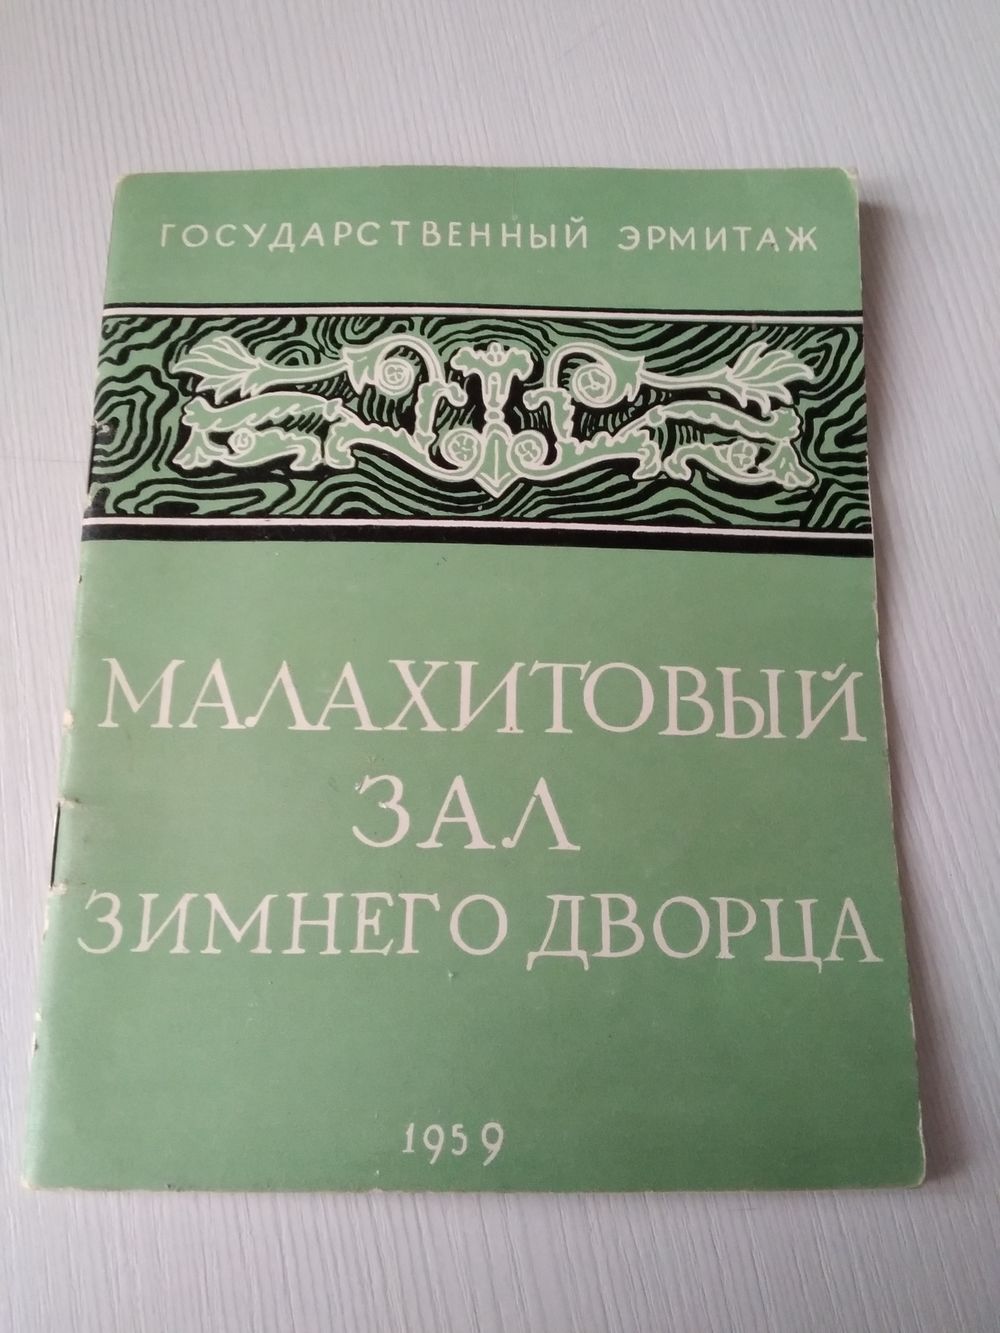 ГОСУДАРСТВЕННЫЙ ЭРМИТАЖ
МАЛАХИТОВЫЙ
ЗАЛ
ЗИМНЕГО ДВОРЦА
1959